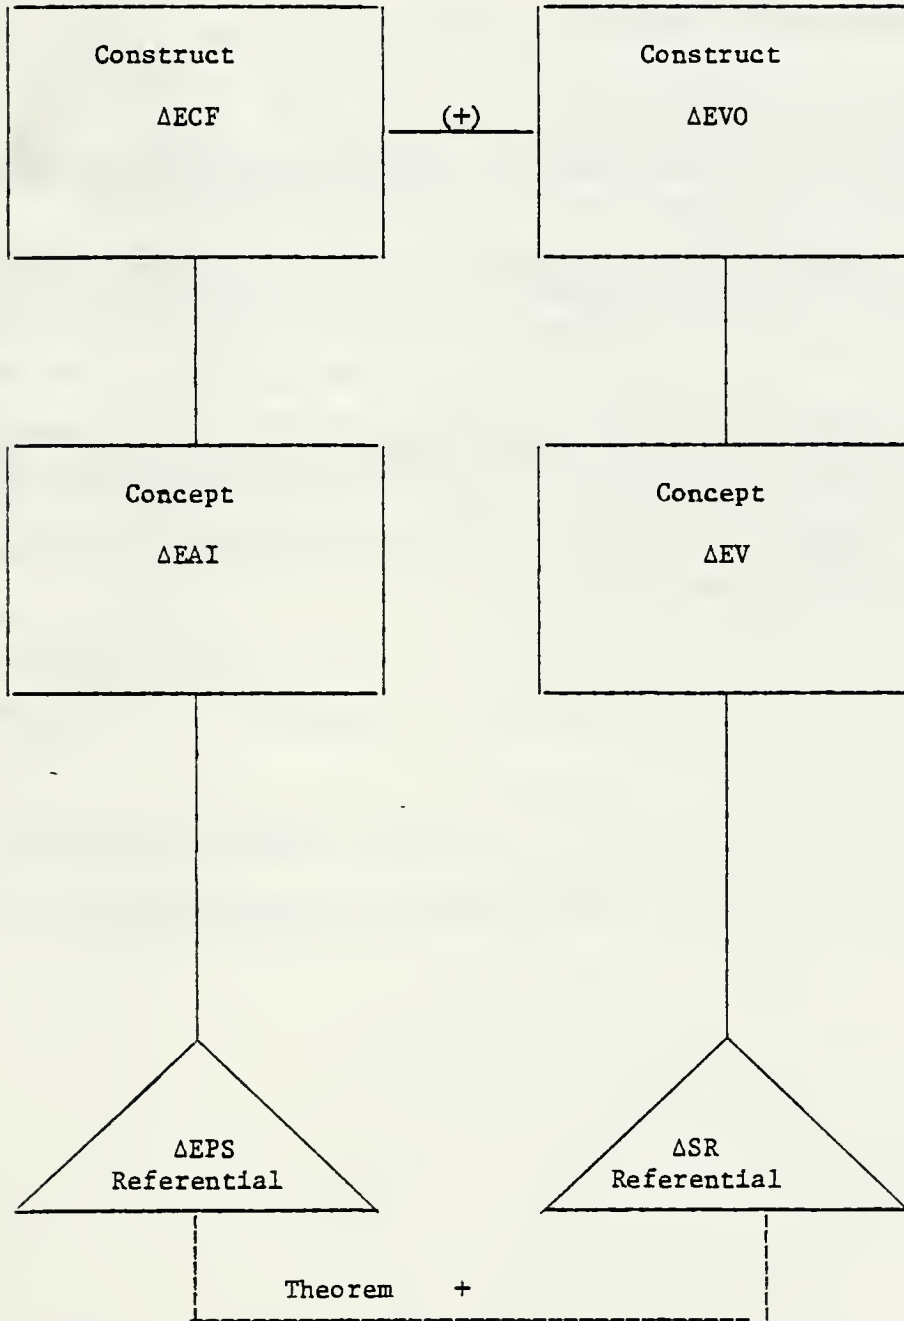 Construct
ΔECF
(+)
Construct
ΔEVO
Concept
ΔEAI
Concept
ΔEV
ΔEPS
Referential
ΔSR
Referential
Theorem +